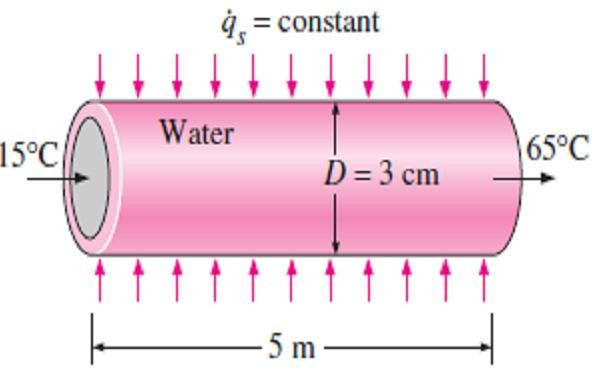 q̇ₛ = constant
Water
15°C
65°C
D = 3 cm
5 m